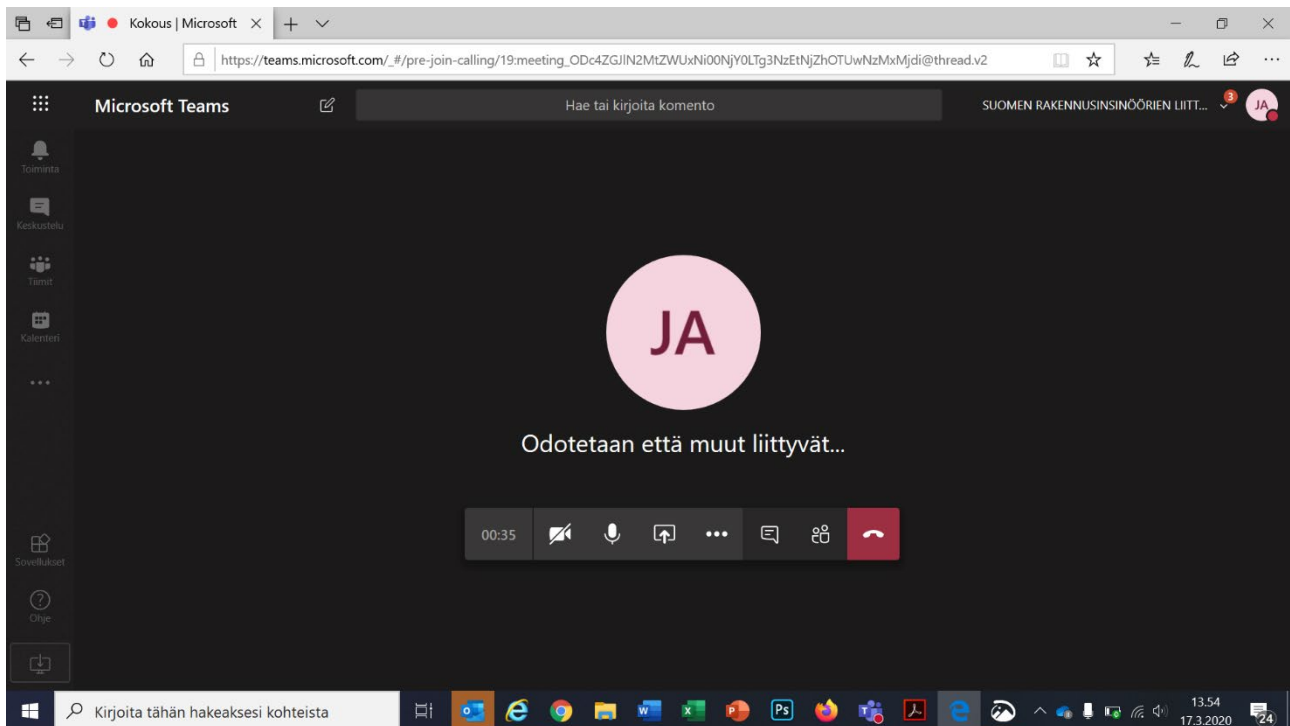 Kokous | Microsoft
https://teams.microsoft.com/_#/pre-join-calling/19:meeting_ODc4ZGJlN2MtZWUxNi00NjY0LTg3NzEtNjZhOTUwNzMxMjdi@thread.v2
Microsoft Teams
Hae tai kirjoita komento
SUOMEN RAKENNUSINSINÖÖRIEN LIITT...
3
JA
Toiminta
Keskustelu
Tiimit
Kalenteri
JA
Odotetaan että muut liittyvät...
00:35
Sovellukset
Ohje
Kirjoita tähän hakeaksesi kohteista
Ps
13.54
17.3.2020
24